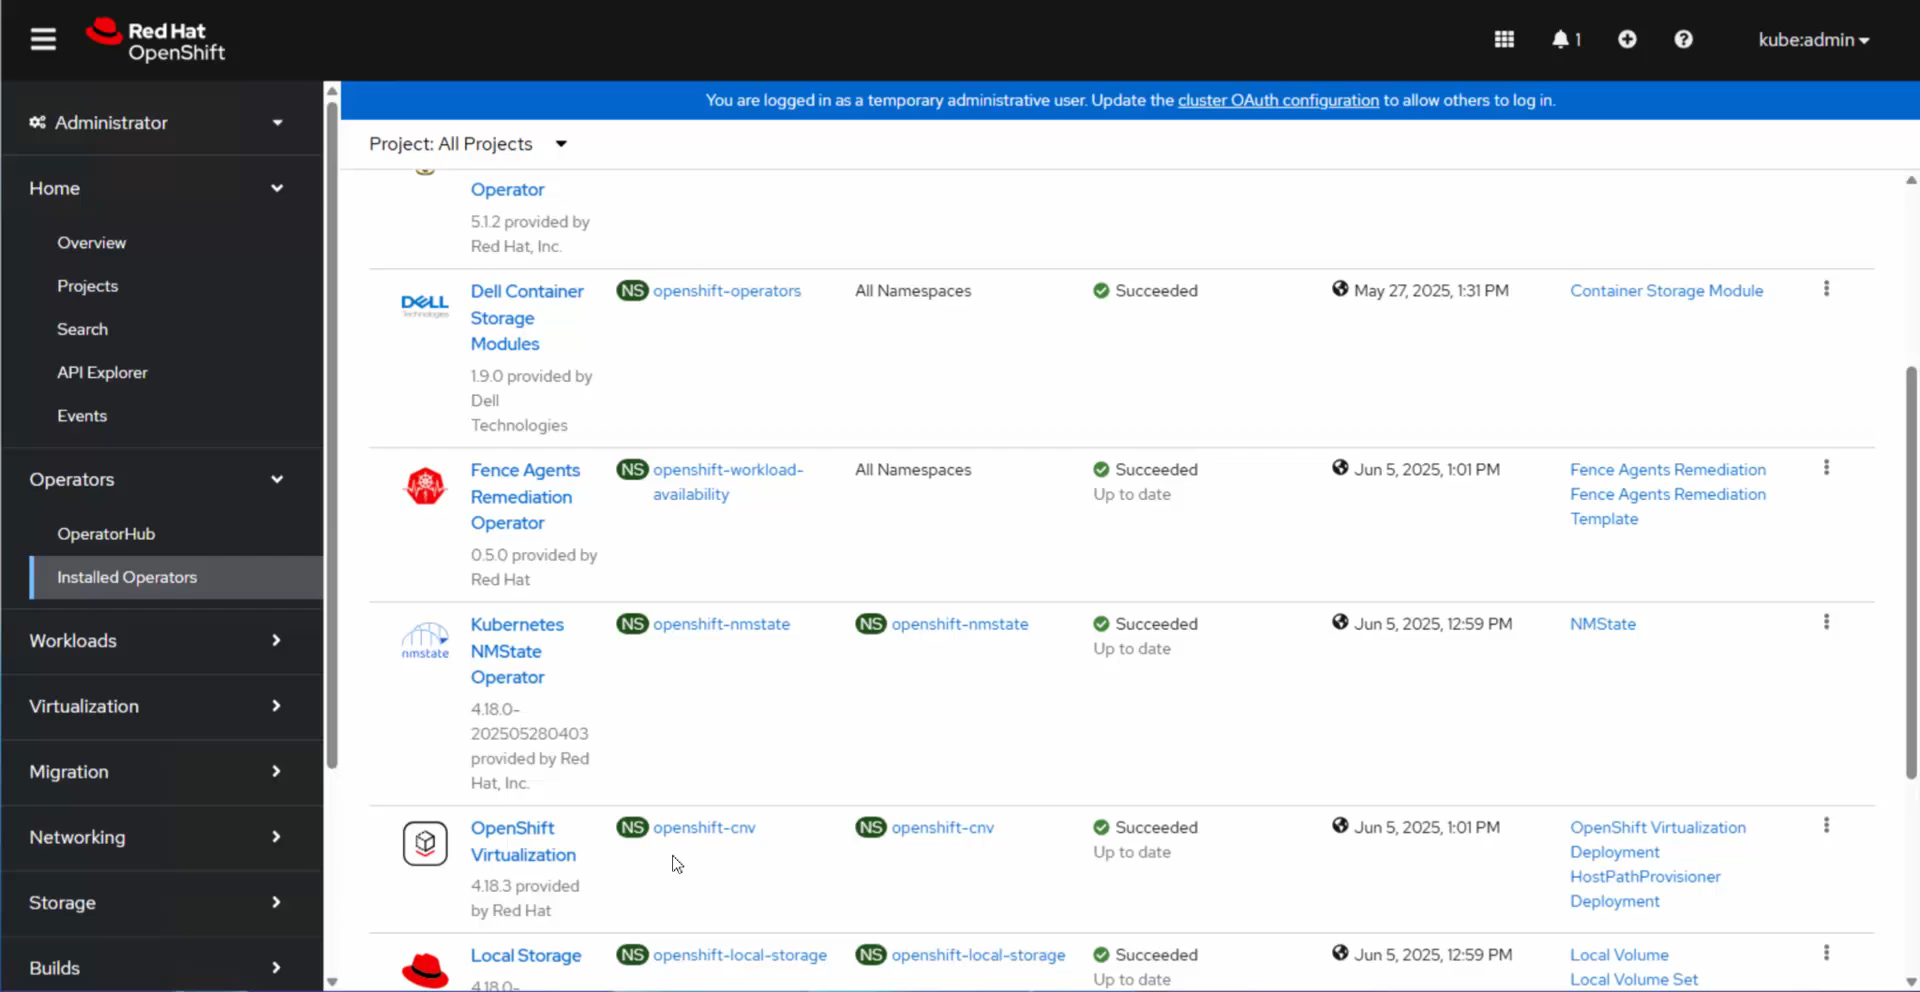 Red Hat
OpenShift
1
kube:admin
Administrator
Home
Overview
Projects
Search
API Explorer
Events
Operators
OperatorHub
Installed Operators
Workloads
Virtualization
Migration
Networking
Storage
Builds
You are logged in as a temporary administrative user. Update the cluster OAuth configuration to allow others to log in.
Project: All Projects
Operator
5.1.2 provided by
Red Hat, Inc.
DELL
Technologies
Dell Container
Storage
Modules
1.9.0 provided by
Dell
Technologies
NS openshift-operators
All Namespaces
Succeeded
May 27, 2025, 1:31 PM
Container Storage Module
Fence Agents
Remediation
Operator
0.5.0 provided by
Red Hat
NS openshift-workload-
availability
All Namespaces
Succeeded
Up to date
Jun 5, 2025, 1:01 PM
Fence Agents Remediation
Fence Agents Remediation
Template
nmstate
Kubernetes
NMState
Operator
4.18.0-
202505280403
provided by Red
Hat, Inc.
NS openshift-nmstate
NS openshift-nmstate
Succeeded
Up to date
Jun 5, 2025, 12:59 PM
NMState
OpenShift
Virtualization
4.18.3 provided
by Red Hat
NS openshift-cnv
NS openshift-cnv
Succeeded
Up to date
Jun 5, 2025, 1:01 PM
OpenShift Virtualization
Deployment
HostPathProvisioner
Deployment
Local Storage
4.18.0-
NS openshift-local-storage
NS openshift-local-storage
Succeeded
Up to date
Jun 5, 2025, 12:59 PM
Local Volume
Local Volume Set